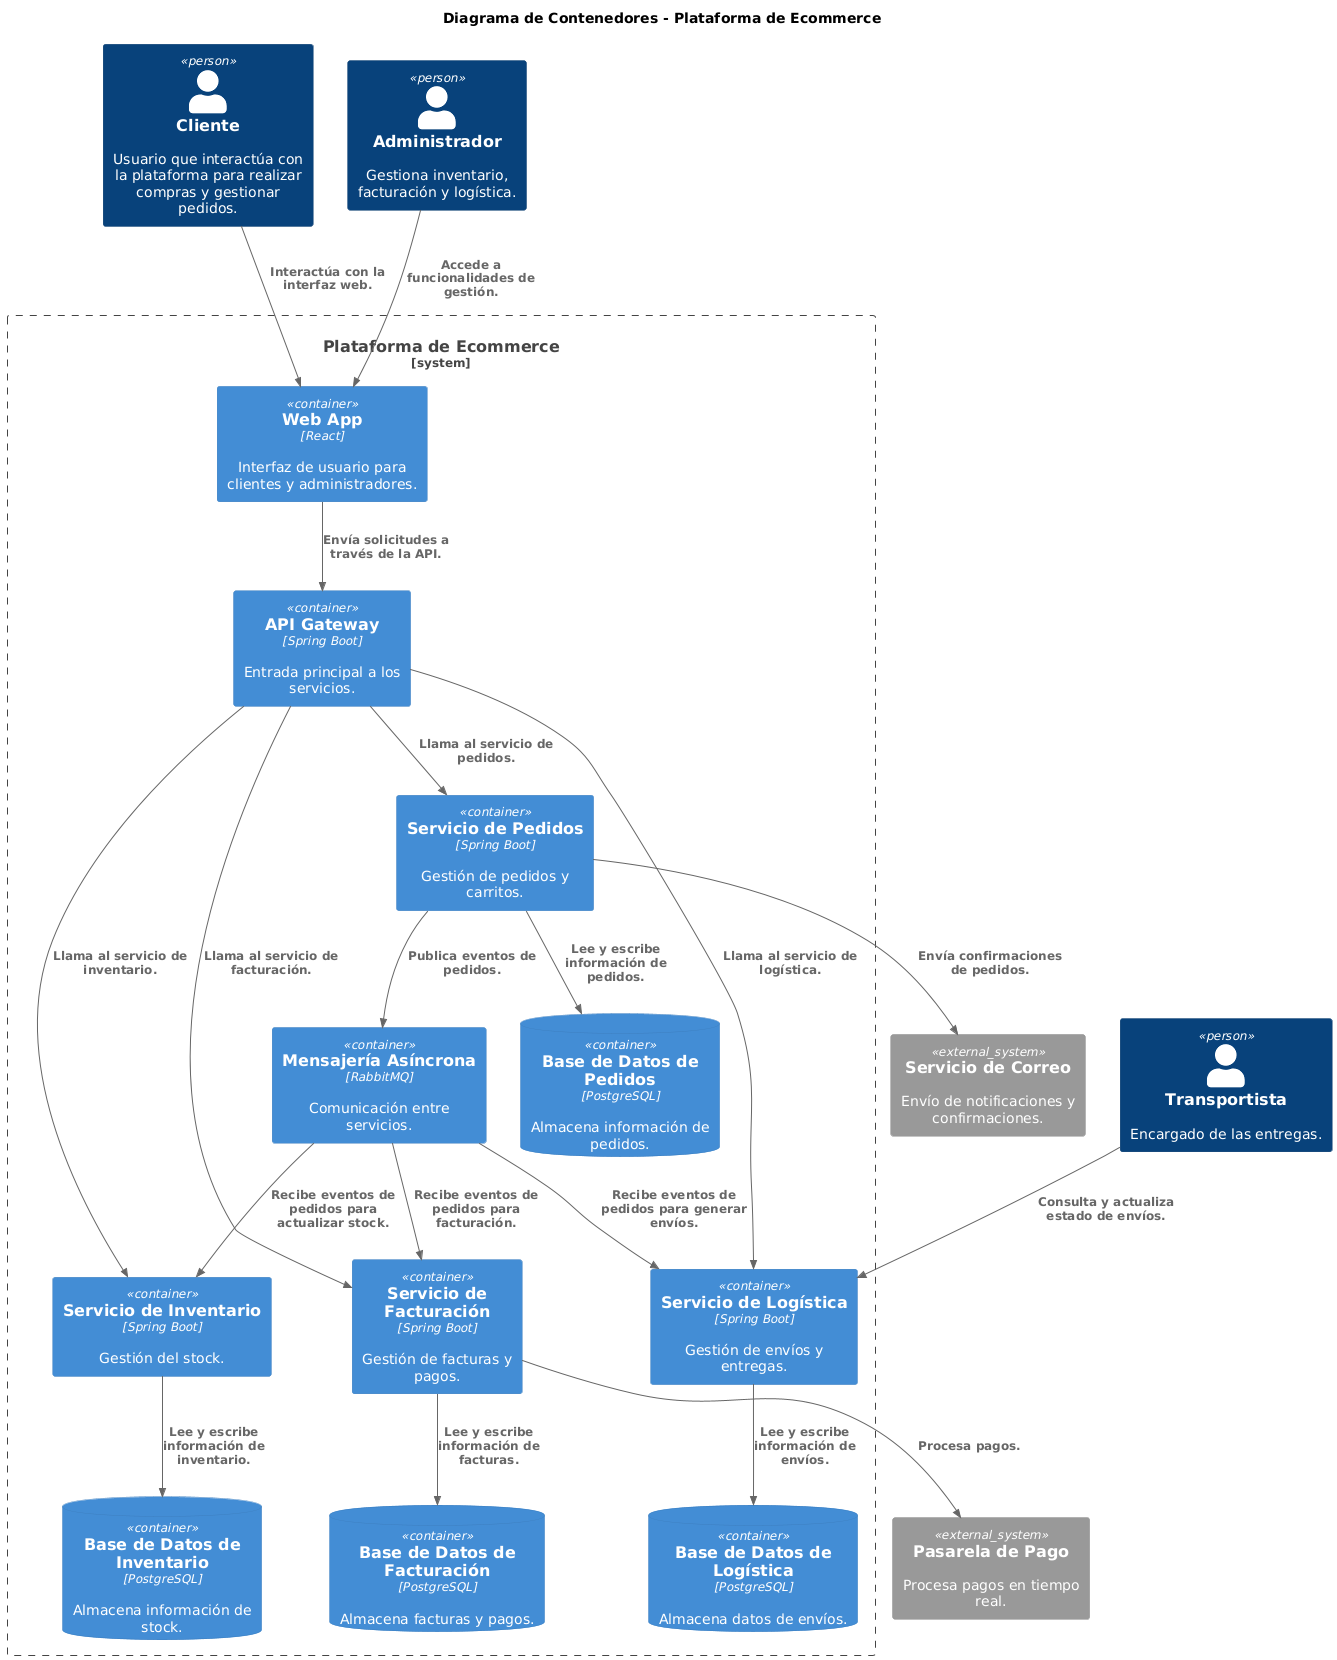 Diagrama de Contenedores - Plataforma de Ecommerce
«person»
Cliente
Usuario que interactúa con
la plataforma para realizar
compras y gestionar
pedidos.
«person»
Administrador
Gestiona inventario,
facturación y logística.
Interactúa con la
interfaz web.
Accede a
funcionalidades de
gestión.
Plataforma de Ecommerce
[system]
«container»
Web App
[React]
Interfaz de usuario para
clientes y administradores.
Envía solicitudes a
través de la API.
«container»
API Gateway
[Spring Boot]
Entrada principal a los
servicios.
Llama al servicio de
pedidos.
«container»
Servicio de Pedidos
[Spring Boot]
Gestión de pedidos y
carritos.
Llama al servicio de
inventario.
Llama al servicio de
facturación.
Publica eventos de
pedidos.
Lee y escribe
información de
pedidos.
Llama al servicio de
logística.
Envía confirmaciones
de pedidos.
«container»
Mensajería Asíncrona
[RabbitMQ]
Comunicación entre
servicios.
«container»
Base de Datos de
Pedidos
[PostgreSQL]
Almacena información de
pedidos.
«external_system»
Servicio de Correo
Envío de notificaciones y
confirmaciones.
«person»
Transportista
Encargado de las entregas.
Recibe eventos de
pedidos para
actualizar stock.
Recibe eventos de
pedidos para
facturación.
Recibe eventos de
pedidos para generar
envíos.
Consulta y actualiza
estado de envíos.
«container»
Servicio de Inventario
[Spring Boot]
Gestión del stock.
«container»
Servicio de
Facturación
[Spring Boot]
Gestión de facturas y
pagos.
«container»
Servicio de Logística
[Spring Boot]
Gestión de envíos y
entregas.
Lee y escribe
información de
inventario.
Lee y escribe
información de
facturas.
Lee y escribe
información de
envíos.
Procesa pagos.
«container»
Base de Datos de
Inventario
[PostgreSQL]
Almacena información de
stock.
«container»
Base de Datos de
Facturación
[PostgreSQL]
Almacena facturas y pagos.
«container»
Base de Datos de
Logística
[PostgreSQL]
Almacena datos de envíos.
«external_system»
Pasarela de Pago
Procesa pagos en tiempo
real.